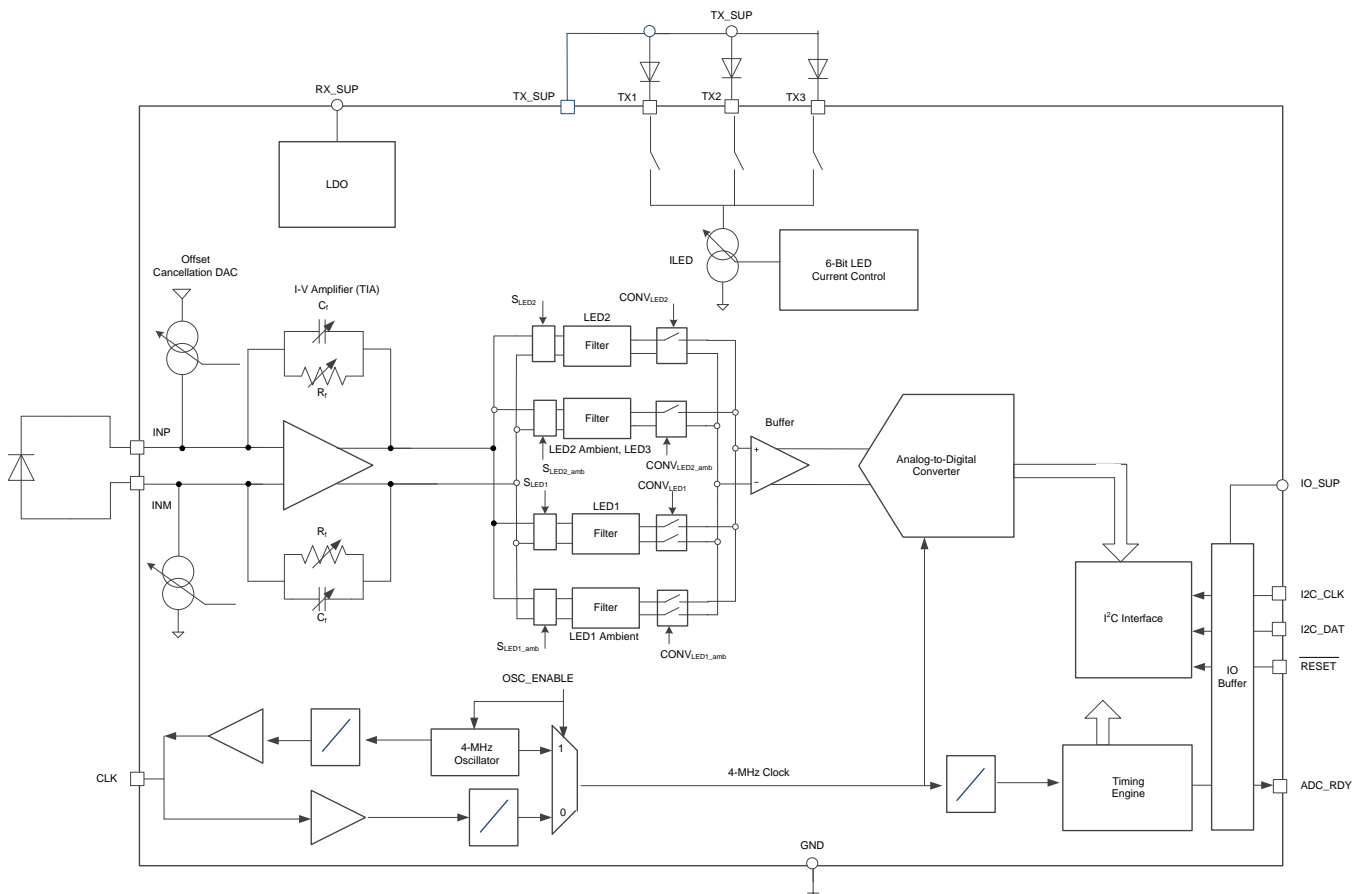 TX_SUP
RX_SUP
TX_SUP
TX1
TX2
TX3
LDO
ILED
6-Bit LED
Current Control
Offset
Cancellation DAC
I-V Amplifier (TIA)
Cf
Rf
SLED2
CONVLED2
LED2
Filter
INP
INM
Filter
LED2 Ambient, LED3
SLED2_amb
CONVLED2_amb
Buffer
+
−
Analog-to-Digital
Converter
SLED1
CONVLED1
LED1
Filter
Rf
Cf
Filter
LED1 Ambient
SLED1_amb
CONVLED1_amb
IO_SUP
I2C Interface
I2C_CLK
I2C_DAT
RESET
IO
Buffer
OSC_ENABLE
4-MHz
Oscillator
1
0
CLK
4-MHz Clock
Timing
Engine
ADC_RDY
GND